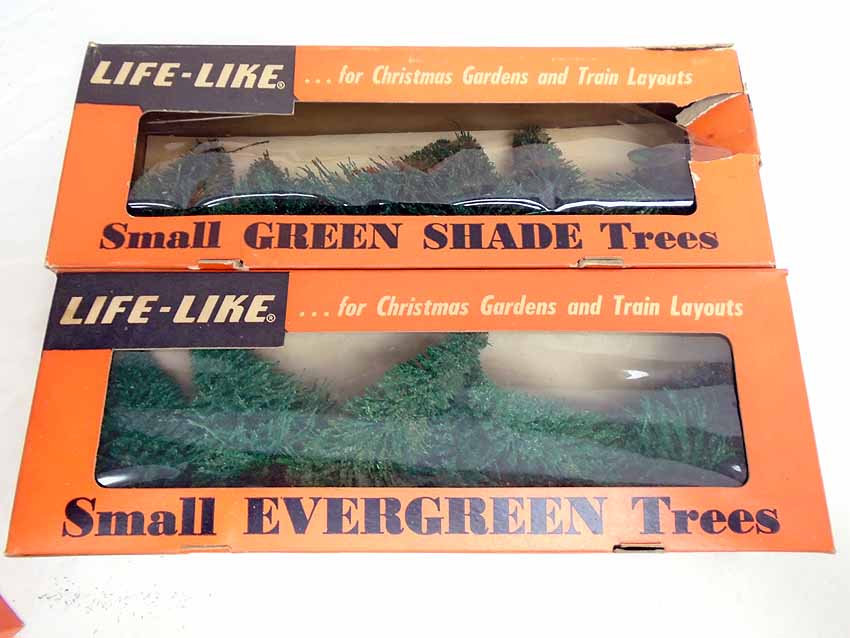 LIFE-LIKE® ... for Christmas Gardens and Train Layouts
Small GREEN SHADE Trees
LIFE-LIKE® ... for Christmas Gardens and Train Layouts
Small EVERGREEN Trees